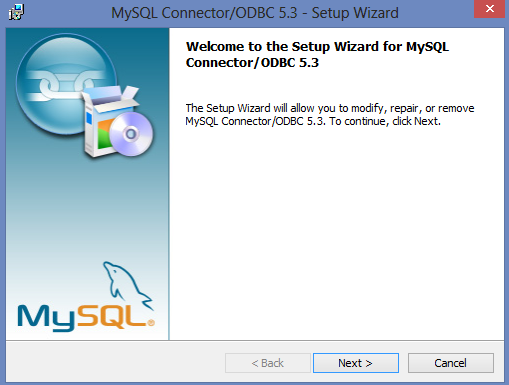 MySQL Connector/ODBC 5.3 - Setup Wizard
Welcome to the Setup Wizard for MySQL
Connector/ODBC 5.3
The Setup Wizard will allow you to modify, repair, or remove
MySQL Connector/ODBC 5.3. To continue, click Next.
MySQL®
< Back
Next >
Cancel